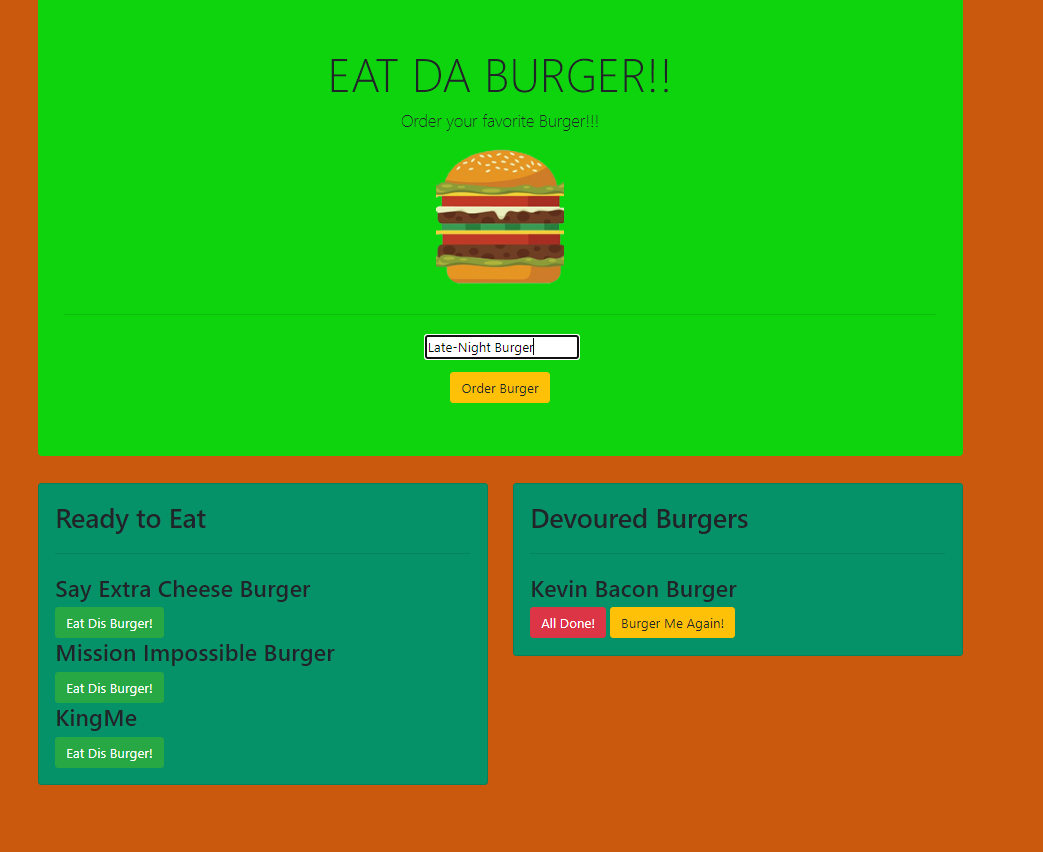 EAT DA BURGER!!
Order your favorite Burger!!!
Late-Night Burger
Order Burger
Ready to Eat
Say Extra Cheese Burger
Eat Dis Burger!
Mission Impossible Burger
Eat Dis Burger!
KingMe
Eat Dis Burger!
Devoured Burgers
Kevin Bacon Burger
All Done! Burger Me Again!